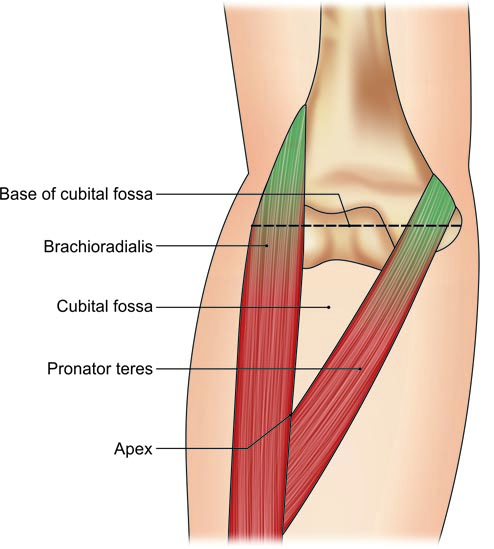 Base of cubital fossa
Brachioradialis
Cubital fossa
Pronator teres
Apex